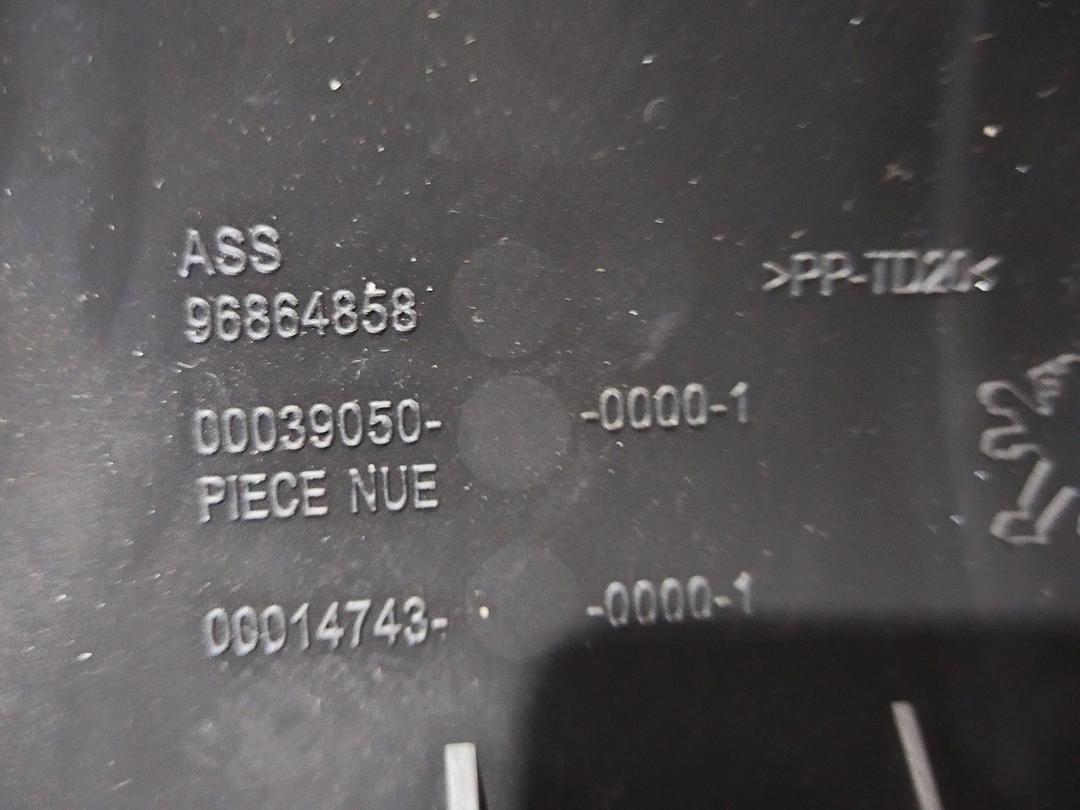 ASS
96864858
>PP-TD20<
00039050- -0000-1
PIECE NUE
00014743- -0000-1